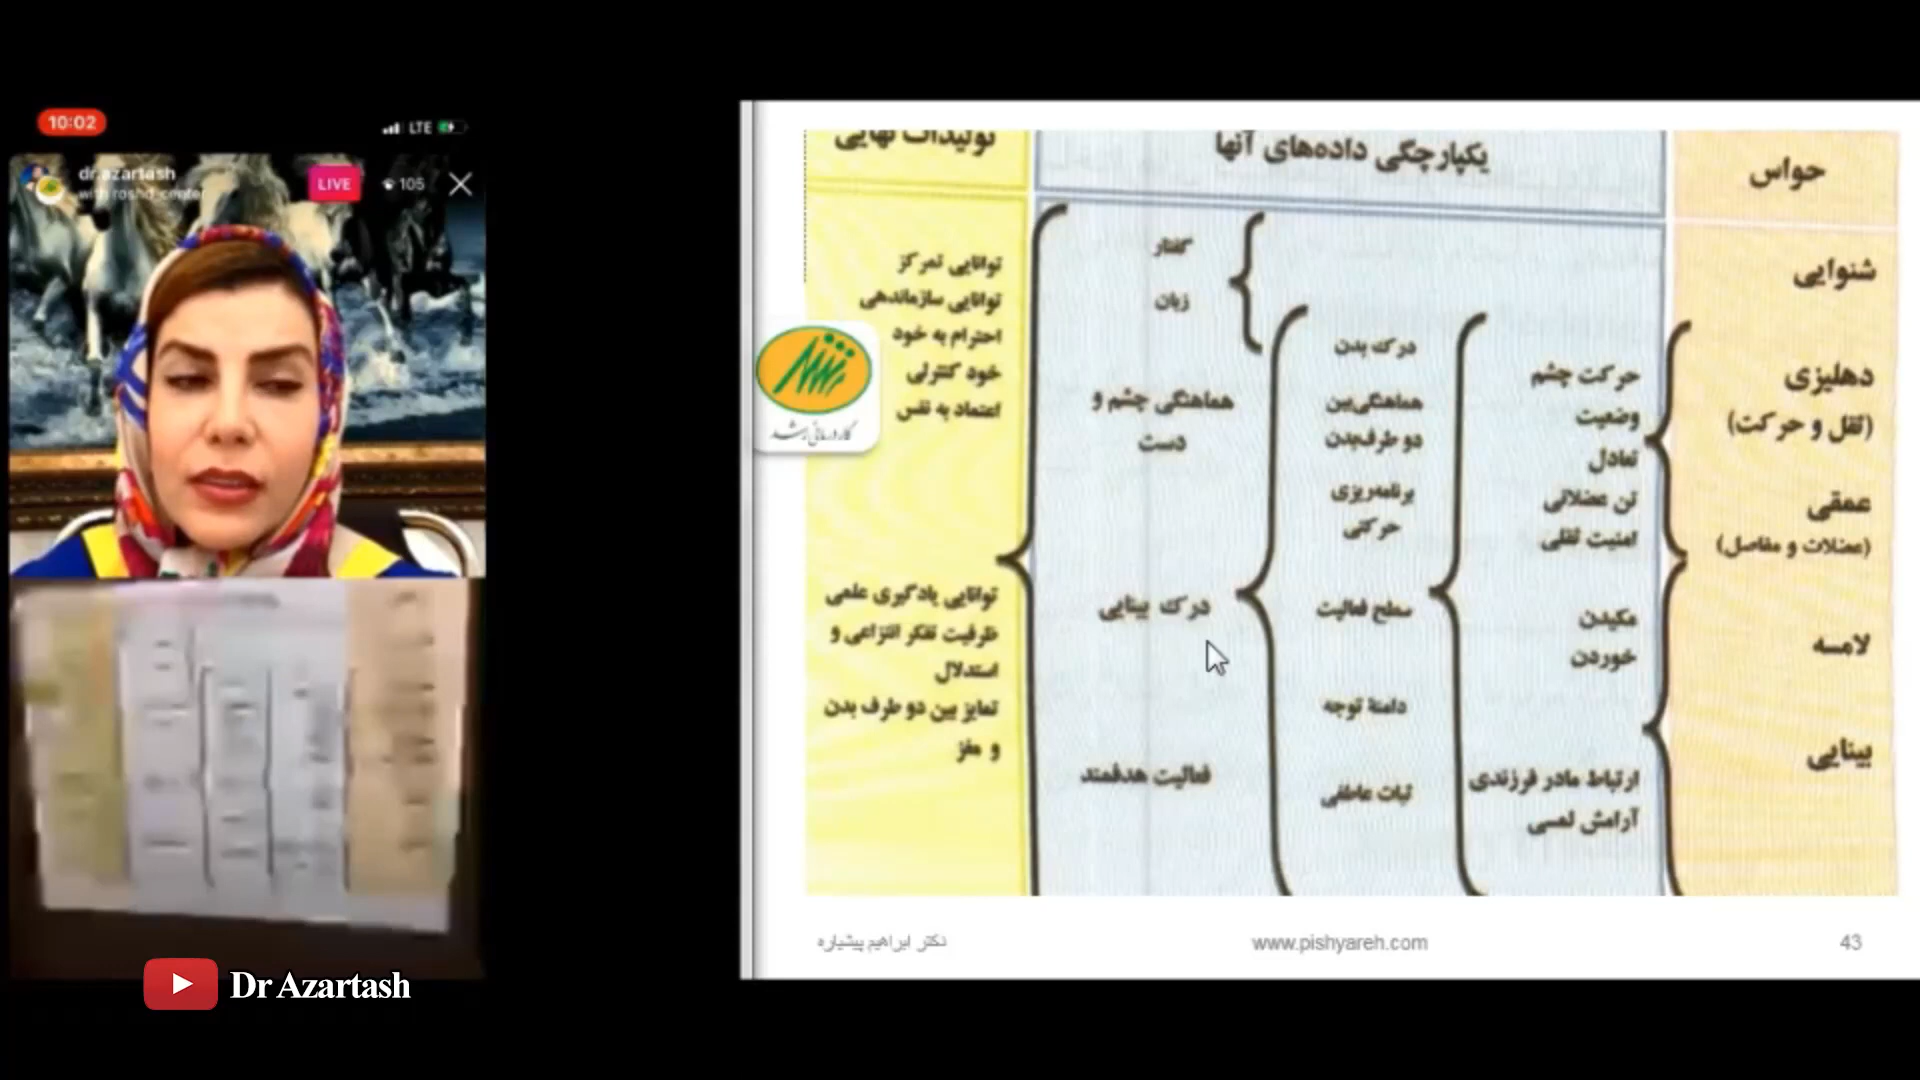 10:02
LTE
dr.azartash
with roshd_center
LIVE
105
Dr Azartash
حواس
یکپارچگی داده‌های آنها
تولیدات نهایی
شنوایی
دهلیزی
(ثقل و حرکت)
عمقی
(عضلات و مفاصل)
لامسه
بینایی
حرکت چشم
وضعیت
تعادل
تن عضلانی
امنیت ثقلی
مکیدن
خوردن
ارتباط مادر فرزندی
آرامش لمسی
درک بدن
هماهنگی‌بین
دو طرف‌بدن
برنامه‌ریزی
حرکتی
سطح فعالیت
دامنهٔ توجه
ثبات عاطفی
گفتار
زبان
هماهنگی چشم و
دست
درک بینایی
فعالیت هدفمند
توانایی تمرکز
توانایی سازماندهی
احترام به خود
خود کنترلی
اعتماد به نفس
توانایی یادگیری علمی
ظرفیت تفکر انتزاعی و
استدلال
تمایز بین دو طرف بدن
و مغز
رشد
کاردرمانی رشد
دکتر ابراهیم پیشیاره
www.pishyareh.com
43